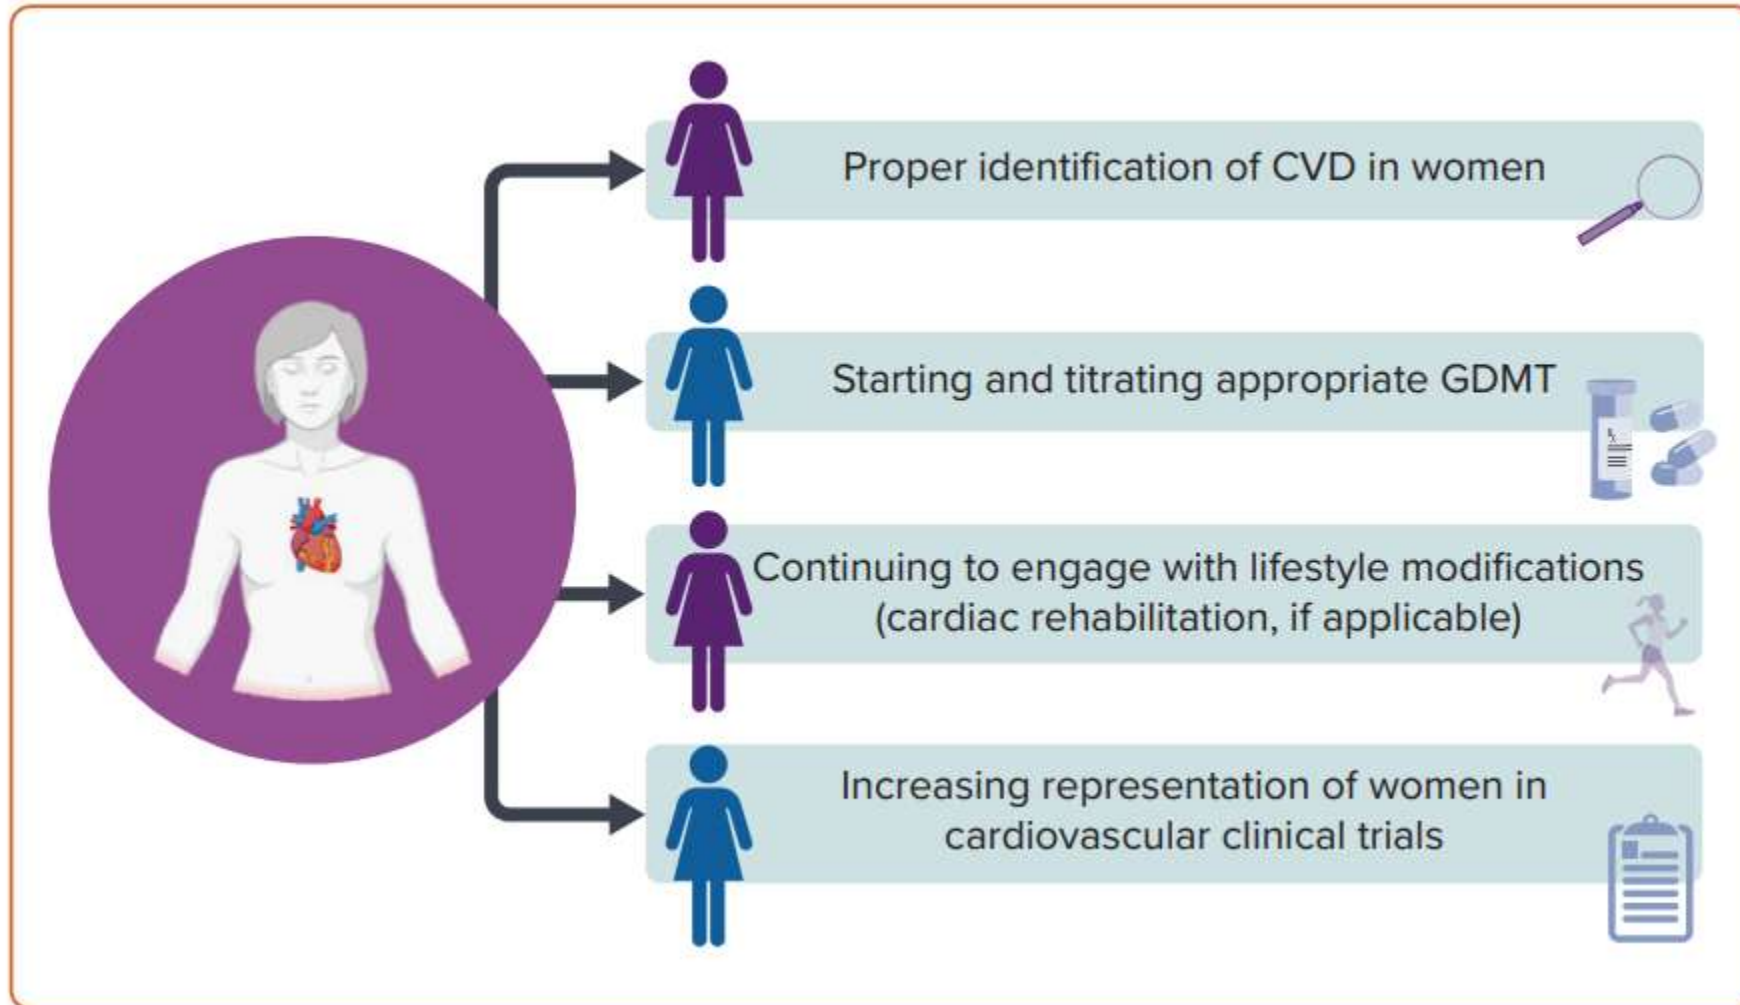 Proper identification of CVD in women
Starting and titrating appropriate GDMT
Continuing to engage with lifestyle modifications
(cardiac rehabilitation, if applicable)
Increasing representation of women in
cardiovascular clinical trials